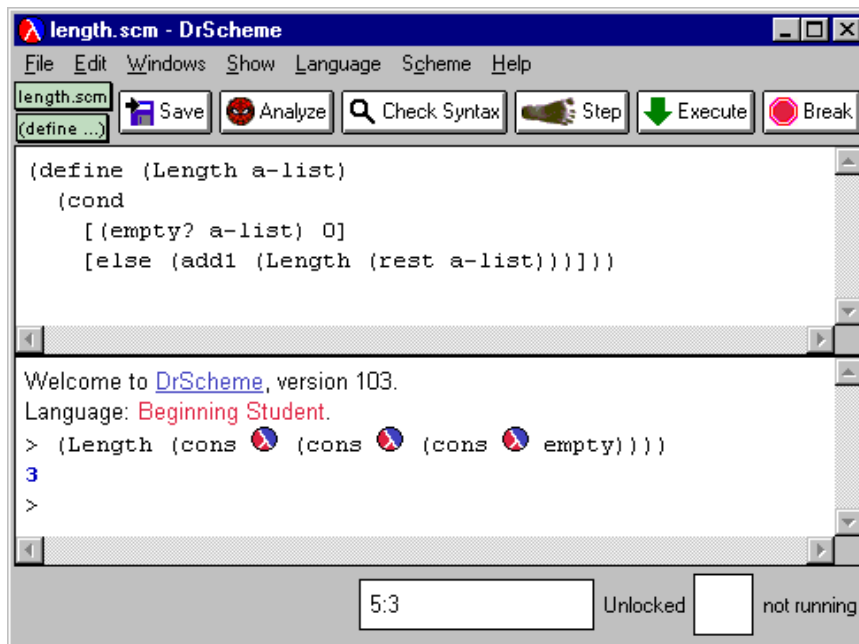 length.scm - DrScheme
File Edit Windows Show Language Scheme Help
length.scm
(define ...)
Save Analyze Check Syntax Step Execute Break
(define (Length a-list)
(cond
[(empty? a-list) 0]
[else (add1 (Length (rest a-list)))]))
Welcome to DrScheme, version 103.
Language: Beginning Student.
> (Length (cons (cons (cons empty))))
3
>
5:3 Unlocked not running